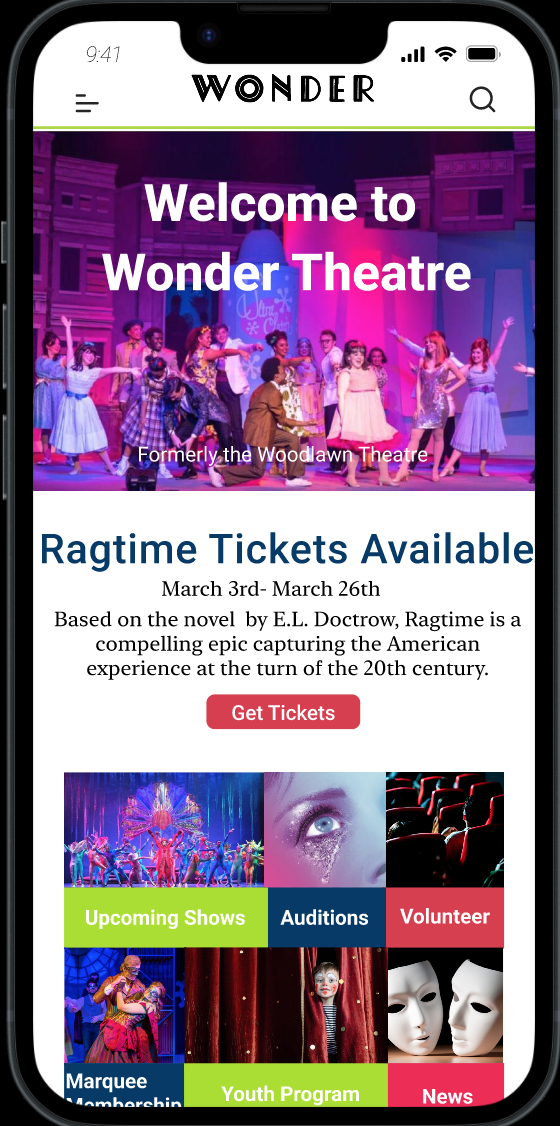 9:41
WONDER
Welcome to
Wonder Theatre
Formerly the Woodlawn Theatre
Ragtime Tickets Available
March 3rd- March 26th
Based on the novel by E.L. Doctrow, Ragtime is a
compelling epic capturing the American
experience at the turn of the 20th century.
Get Tickets
Upcoming Shows
Auditions
Volunteer
Marquee
Membership
Youth Program
News